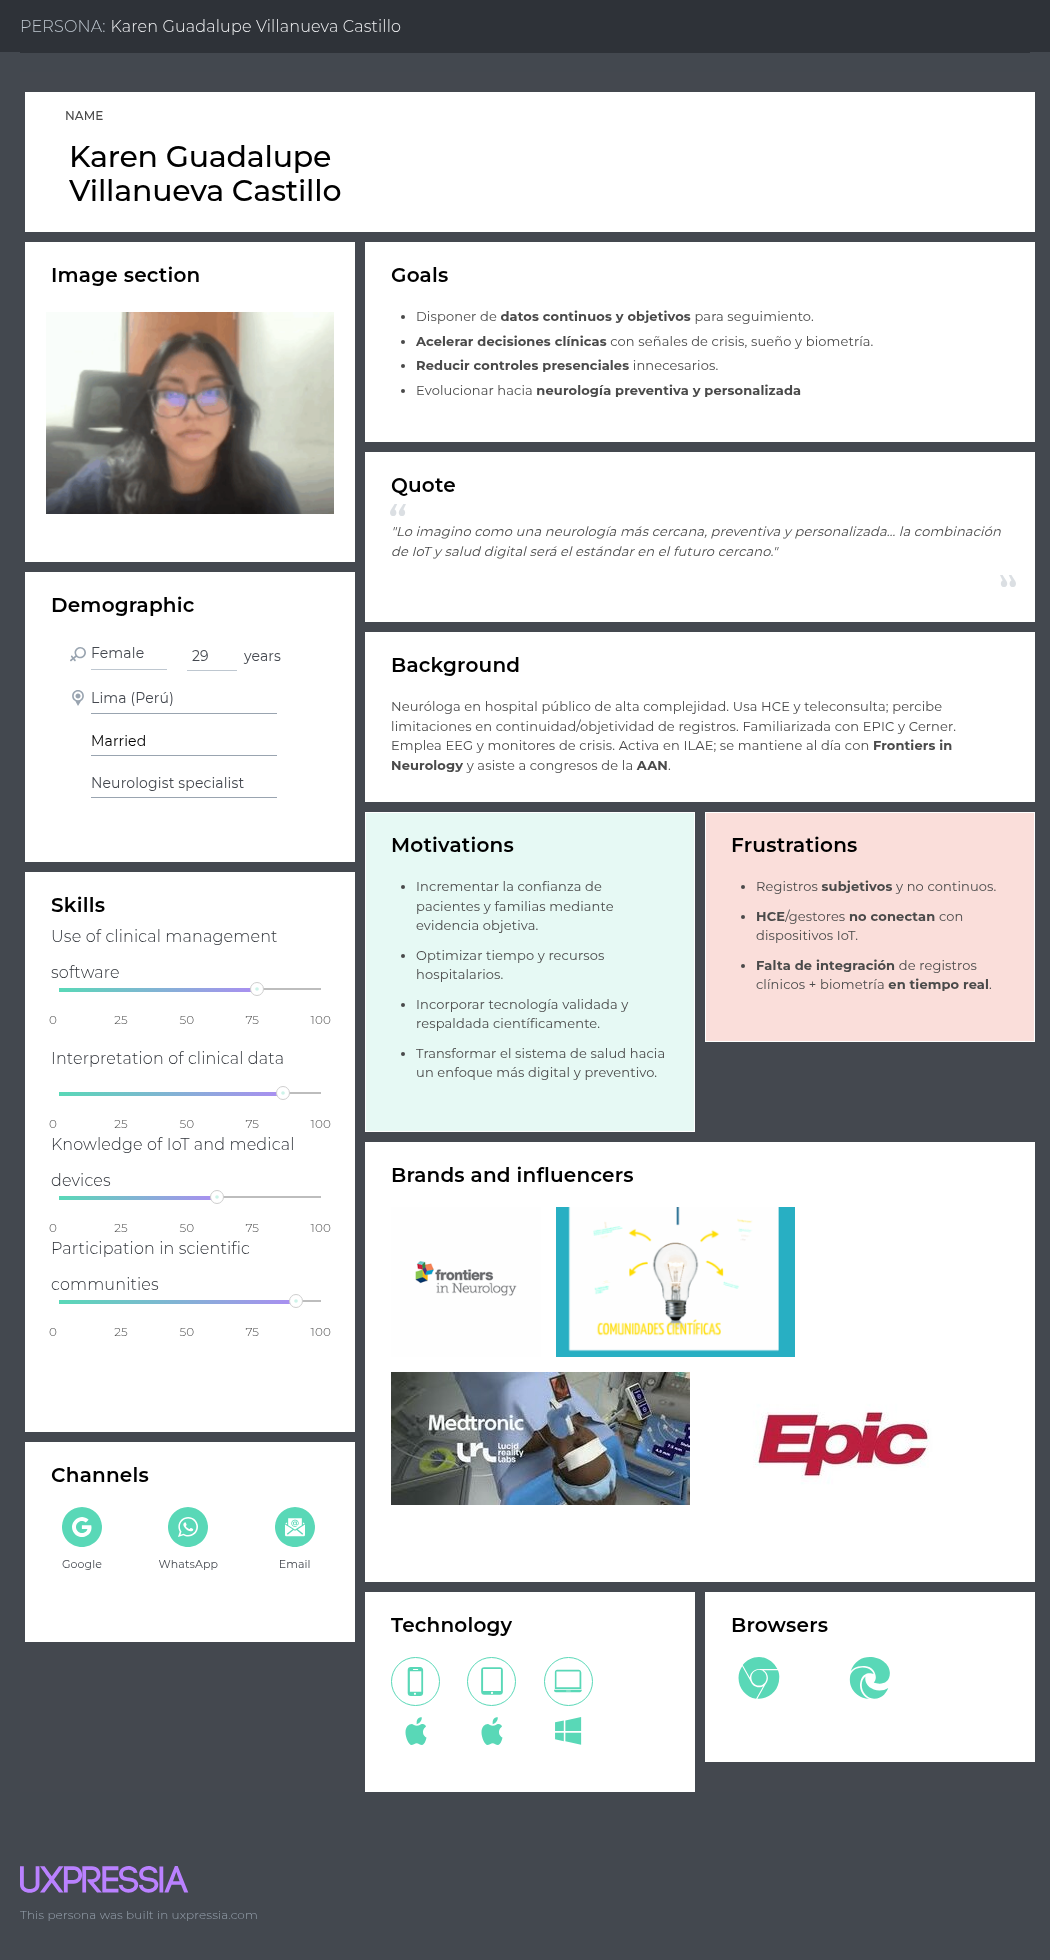 PERSONA: Karen Guadalupe Villanueva Castillo
NAME
Karen Guadalupe
Villanueva Castillo
Image section
Demographic
Female 29 years
Lima (Perú)
Married
Neurologist specialist
Skills
Use of clinical management
software
0 25 50 75 100
Interpretation of clinical data
0 25 50 75 100
Knowledge of IoT and medical
devices
0 25 50 75 100
Participation in scientific
communities
0 25 50 75 100
Channels
Google WhatsApp Email
Goals
• Disponer de datos continuos y objetivos para seguimiento.
• Acelerar decisiones clínicas con señales de crisis, sueño y biometría.
• Reducir controles presenciales innecesarios.
• Evolucionar hacia neurología preventiva y personalizada
Quote
"Lo imagino como una neurología más cercana, preventiva y personalizada... la combinación
de IoT y salud digital será el estándar en el futuro cercano."
Background
Neuróloga en hospital público de alta complejidad. Usa HCE y teleconsulta; percibe
limitaciones en continuidad/objetividad de registros. Familiarizada con EPIC y Cerner.
Emplea EEG y monitores de crisis. Activa en ILAE; se mantiene al día con Frontiers in
Neurology y asiste a congresos de la AAN.
Motivations
• Incrementar la confianza de
pacientes y familias mediante
evidencia objetiva.
• Optimizar tiempo y recursos
hospitalarios.
• Incorporar tecnología validada y
respaldada científicamente.
• Transformar el sistema de salud hacia
un enfoque más digital y preventivo.
Frustrations
• Registros subjetivos y no continuos.
• HCE/gestores no conectan con
dispositivos IoT.
• Falta de integración de registros
clínicos + biometría en tiempo real.
Brands and influencers
frontiers
in Neurology
COMUNIDADES CIENTÍFICAS
Medtronic
lucid
reality
labs
Epic
Technology
Browsers
UXPRESSIA
This persona was built in uxpressia.com